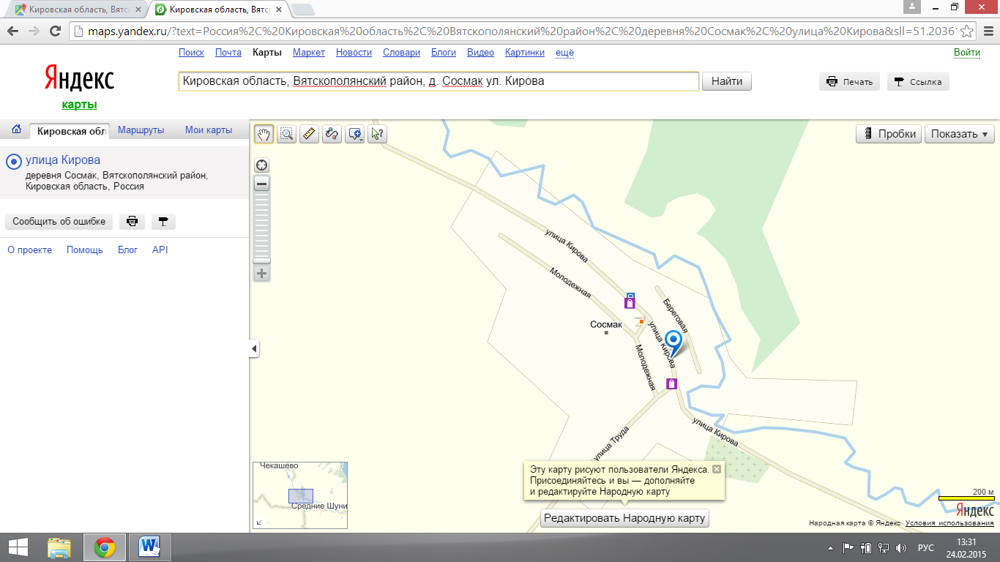 Кировская область, Вятс
Кировская область, Вятс
maps.yandex.ru/?text=Россия%2C%20Кировская%20область%2C%20Вятскополянский%20район%2C%20деревня%20Сосмак%2C%20улица%20Кирова&sll=51.2036
Поиск Почта Карты Маркет Новости Словари Блоги Видео Картинки ещё Войти
Яндекс
карты
Кировская область, Вятскополянский район, д. Сосмак ул. Кирова
Найти
Печать
Ссылка
Кировская обл
Маршруты
Мои карты
Пробки
Показать
улица Кирова
деревня Сосмак, Вятскополянский район,
Кировская область, Россия
Сообщить об ошибке
О проекте Помощь Блог API
улица Кирова
Молодежная
Береговая
Сосмак
улица Кирова
Молодежная
улица Кирова
улица Труда
Чекашево
Средние Шуни
Эту карту рисуют пользователи Яндекса.
Присоединяйтесь и вы — дополняйте
и редактируйте Народную карту
Редактировать Народную карту
200 м
Яндекс
Народная карта © Яндекс Условия использования
РУС
13:31
24.02.2015